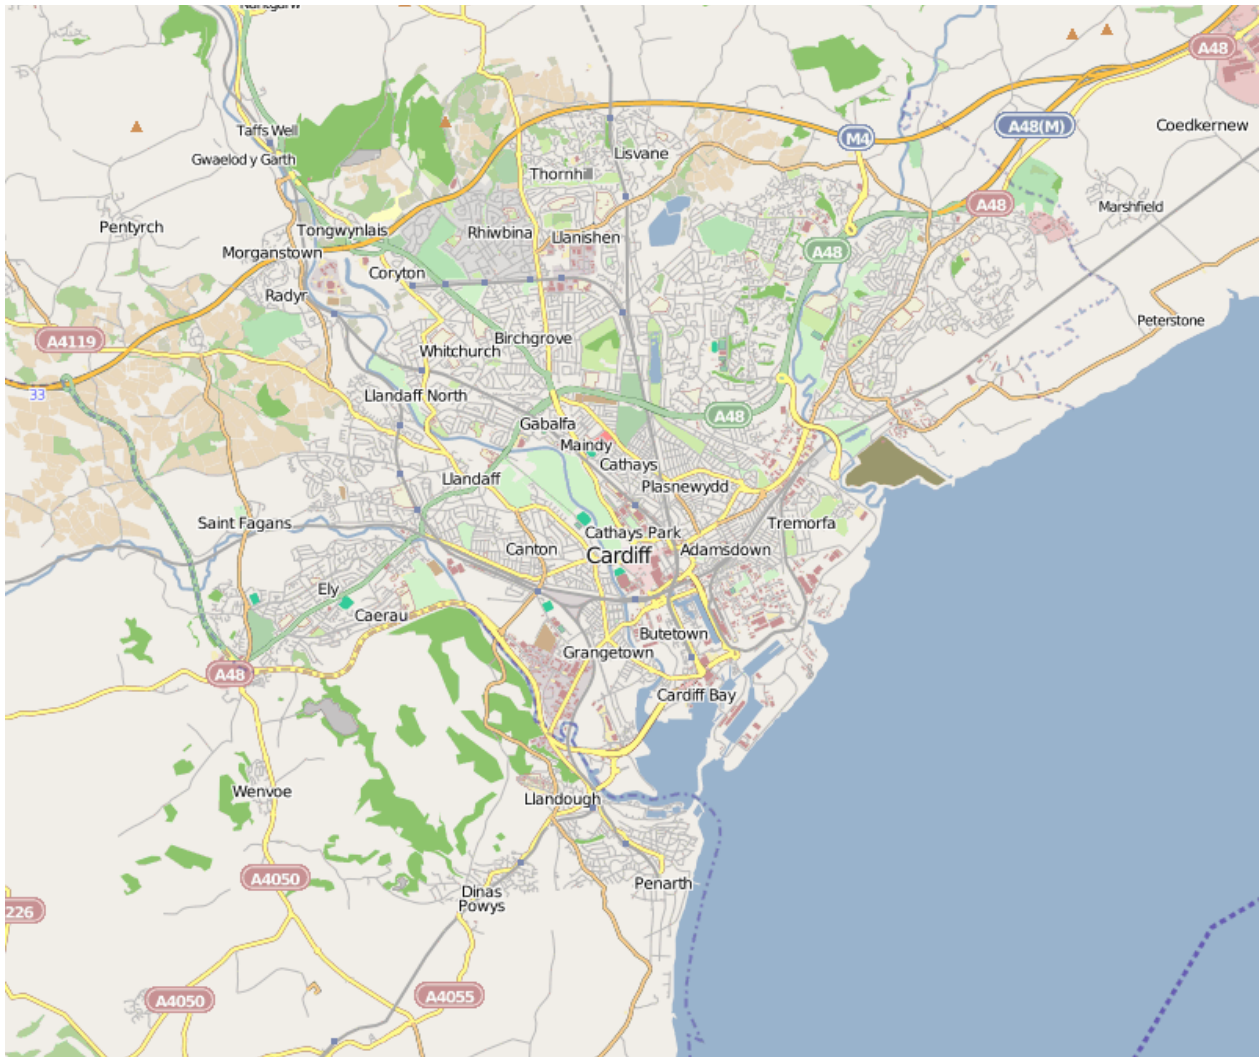 Nantgarw
A48
Coedkernew
A48(M)
M4
Taffs Well
Gwaelod y Garth
Lisvane
Thornhill
A48
Marshfield
Pentyrch
Tongwynlais
Rhiwbina
Llanishen
Morganstown
A48
Coryton
Radyr
Peterstone
A4119
Birchgrove
Whitchurch
33
Llandaff North
A48
Gabalfa
Maindy
Cathays
Llandaff
Plasnewydd
Saint Fagans
Tremorfa
Cathays Park
Canton
Cardiff
Adamsdown
Ely
Caerau
Butetown
Grangetown
A48
Cardiff Bay
Wenvoe
Llandough
A4050
Penarth
Dinas
Powys
226
A4050
A4055